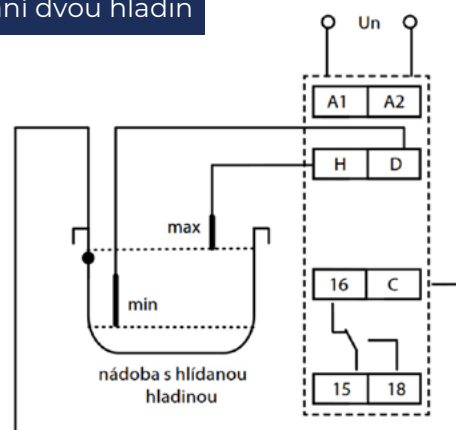 ní dvou hladin
Un
A1 A2
H D
max
min
16 C
15 18
nádoba s hlídanou
hladinou